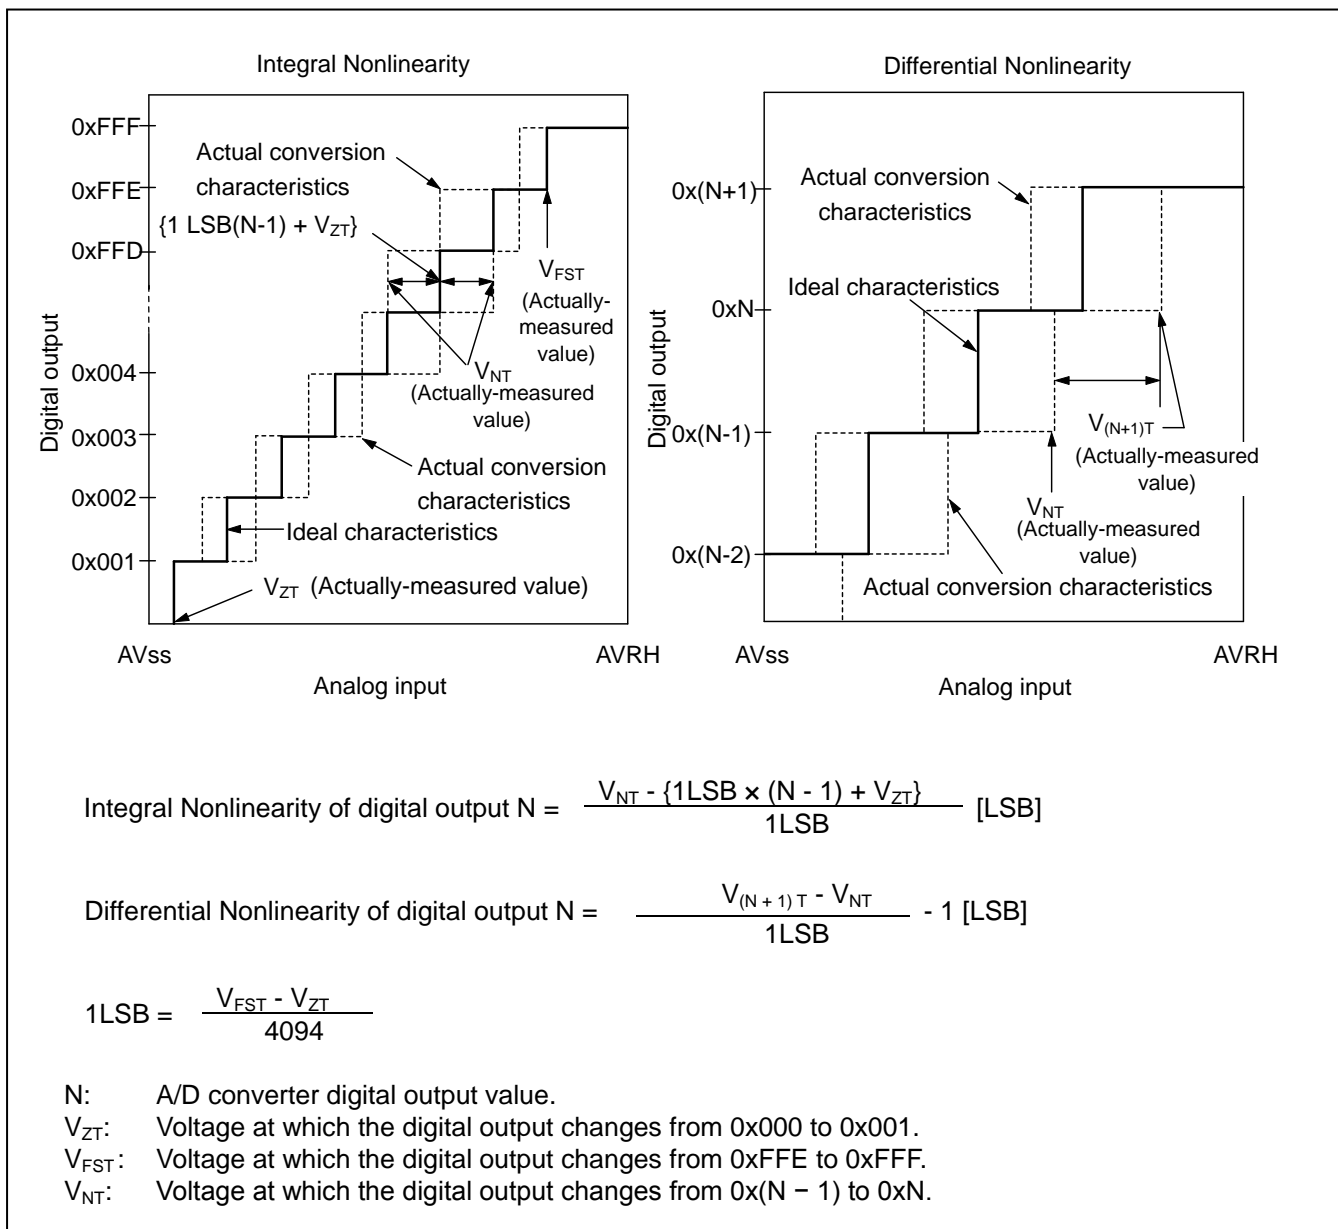 Integral Nonlinearity
0xFFF
0xFFE
0xFFD
0x004
0x003
0x002
0x001
Digital output
Actual conversion
characteristics
{1 LSB(N-1) + VZT}
VFST
(Actually-
measured
value)
VNT
(Actually-measured
value)
Actual conversion
characteristics
Ideal characteristics
VZT (Actually-measured value)
AVss
AVRH
Analog input
Differential Nonlinearity
0x(N+1)
0xN
0x(N-1)
0x(N-2)
Digital output
Actual conversion
characteristics
Ideal characteristics
V(N+1)T
(Actually-measured
value)
VNT
(Actually-measured
value)
Actual conversion characteristics
AVss
AVRH
Analog input
Integral Nonlinearity of digital output N = VNT - {1LSB × (N - 1) + VZT} [LSB]
1LSB
Differential Nonlinearity of digital output N = V(N + 1) T - VNT - 1 [LSB]
1LSB
1LSB = VFST - VZT
4094
N: A/D converter digital output value.
VZT: Voltage at which the digital output changes from 0x000 to 0x001.
VFST: Voltage at which the digital output changes from 0xFFE to 0xFFF.
VNT: Voltage at which the digital output changes from 0x(N − 1) to 0xN.